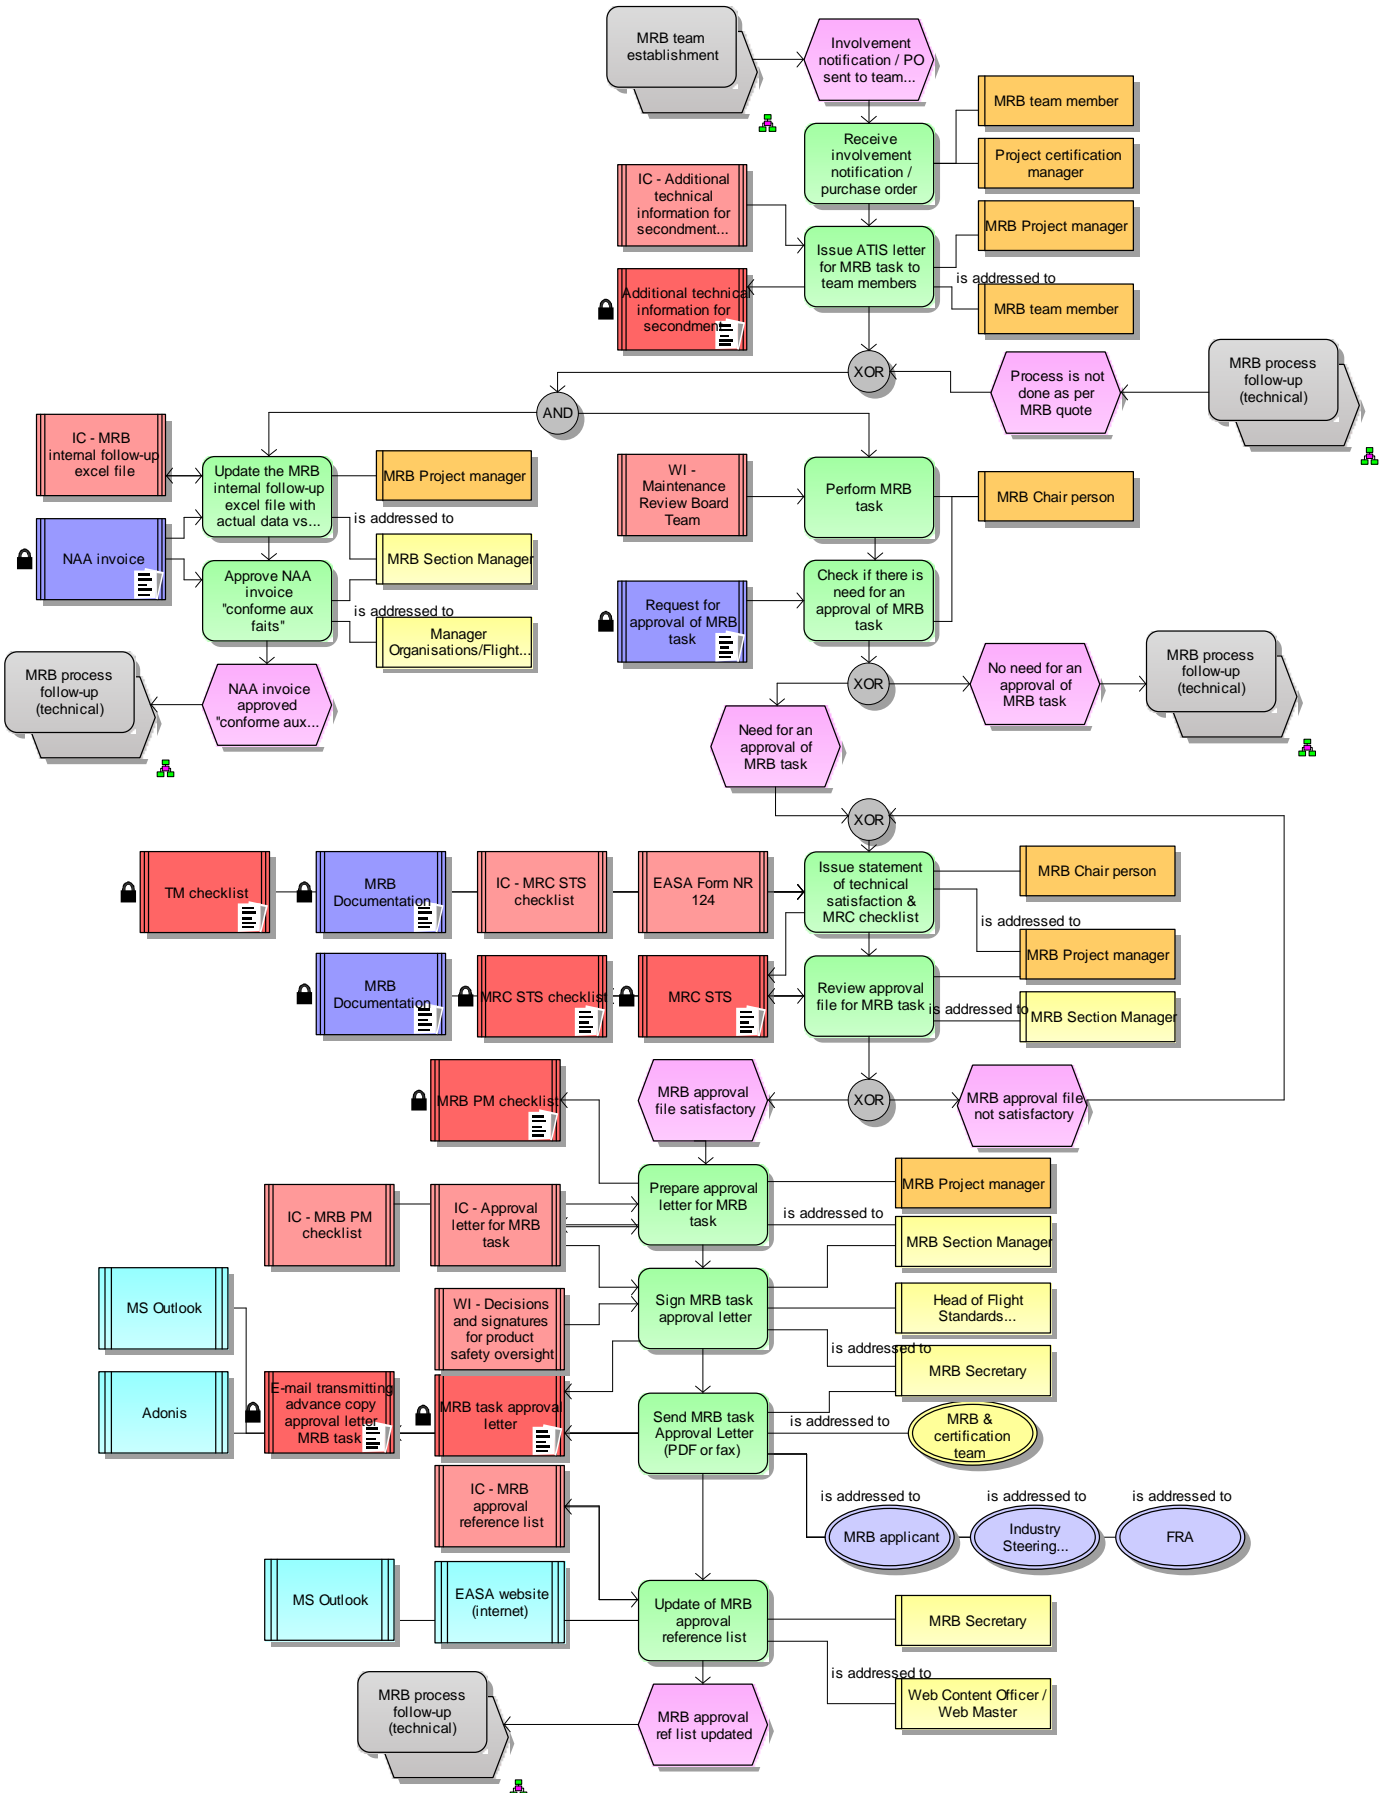 MRB team
establishment
Involvement
notification / PO
sent to team...
MRB team member
Receive
involvement
notification /
purchase order
Project certification
manager
IC - Additional
technical
information for
secondment...
MRB Project manager
Issue ATIS letter
for MRB task to
team members
is addressed to
Additional technical
information for
secondment
MRB team member
XOR
Process is not
done as per
MRB quote
MRB process
follow-up
(technical)
AND
IC - MRB
internal follow-up
excel file
Update the MRB
internal follow-up
excel file with
actual data vs...
MRB Project manager
WI -
Maintenance
Review Board
Team
Perform MRB
task
MRB Chair person
is addressed to
NAA invoice
MRB Section Manager
Approve NAA
invoice
"conforme aux
faits"
Check if there is
need for an
approval of MRB
task
Request for
approval of MRB
task
is addressed to
Manager
Organisations/Flight...
MRB process
follow-up
(technical)
NAA invoice
approved
"conforme aux...
XOR
No need for an
approval of
MRB task
MRB process
follow-up
(technical)
Need for an
approval of
MRB task
XOR
TM checklist
MRB
Documentation
IC - MRC STS
checklist
EASA Form NR
124
Issue statement
of technical
satisfaction &
MRC checklist
MRB Chair person
is addressed to
MRB Project manager
MRB
Documentation
MRC STS checklist
MRC STS
Review approval
file for MRB task
is addressed to
MRB Section Manager
MRB PM checklist
MRB approval
file satisfactory
XOR
MRB approval file
not satisfactory
Prepare approval
letter for MRB
task
MRB Project manager
IC - MRB PM
checklist
IC - Approval
letter for MRB
task
is addressed to
MRB Section Manager
MS Outlook
WI - Decisions
and signatures
for product
safety oversight
Sign MRB task
approval letter
Head of Flight
Standards...
is addressed to
MRB Secretary
Adonis
E-mail transmitting
advance copy
approval letter
MRB task
MRB task approval
letter
Send MRB task
Approval Letter
(PDF or fax)
is addressed to
MRB &
certification
team
IC - MRB
approval
reference list
is addressed to
is addressed to
is addressed to
MRB applicant
Industry
Steering...
FRA
MS Outlook
EASA website
(internet)
Update of MRB
approval
reference list
MRB Secretary
is addressed to
Web Content Officer /
Web Master
MRB process
follow-up
(technical)
MRB approval
ref list updated